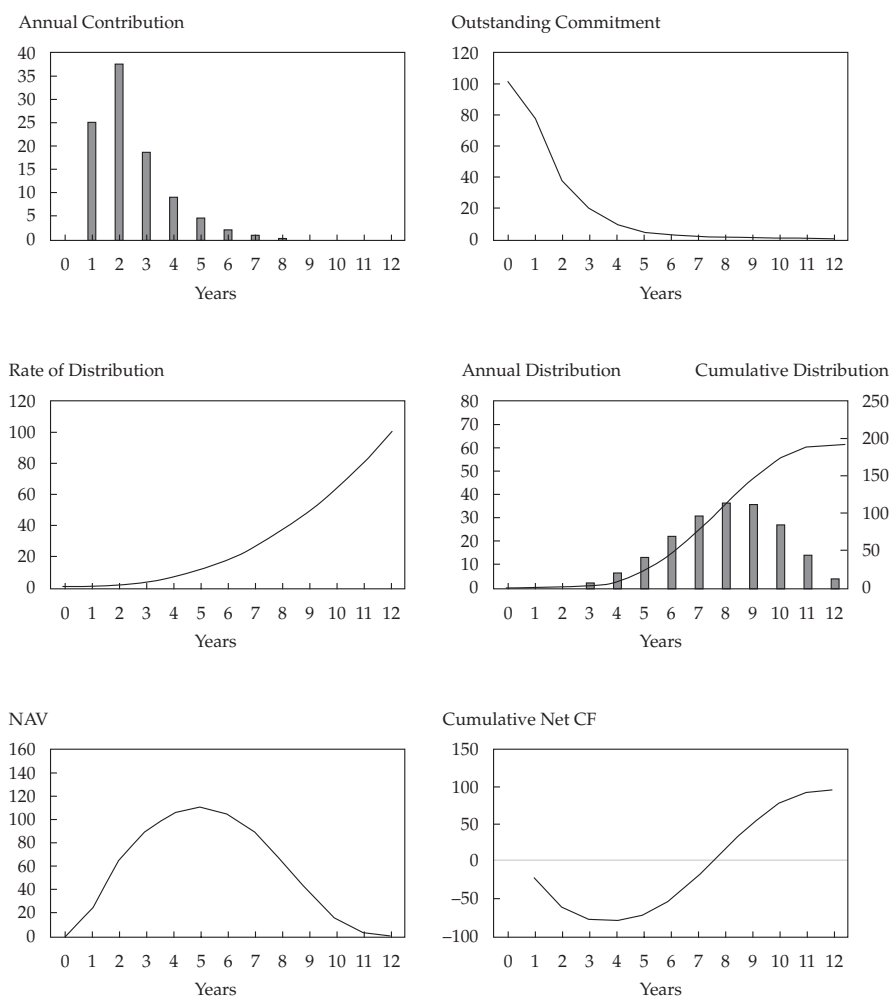 Annual Contribution
40
35
30
25
20
15
10
5
0
0 1 2 3 4 5 6 7 8 9 10 11 12
Years
Outstanding Commitment
120
100
80
60
40
20
0
0 1 2 3 4 5 6 7 8 9 10 11 12
Years
Rate of Distribution
120
100
80
60
40
20
0
0 1 2 3 4 5 6 7 8 9 10 11 12
Years
Annual Distribution Cumulative Distribution
80 250
70
60 200
50 150
40
30 100
20 50
10
0 0
0 1 2 3 4 5 6 7 8 9 10 11 12
Years
NAV
160
140
120
100
80
60
40
20
0
0 1 2 3 4 5 6 7 8 9 10 11 12
Years
Cumulative Net CF
150
100
50
0
–50
–100
0 1 2 3 4 5 6 7 8 9 10 11 12
Years